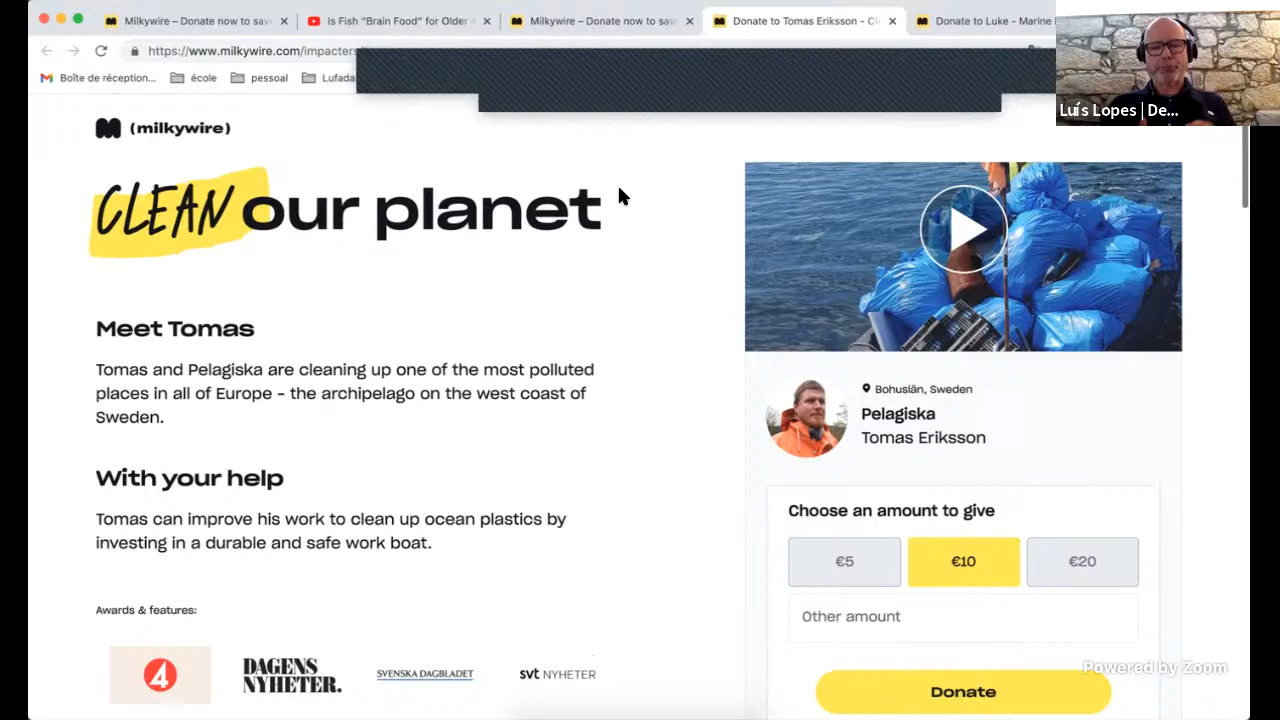 Milkywire – Donate now to save
Is Fish “Brain Food” for Older A
Milkywire – Donate now to save
Donate to Tomas Eriksson - Cl
Donate to Luke - Marine
https://www.milkywire.com/impacters
Boîte de réception...
école
pessoal
Lufada
Luís Lopes | De...
(milkywire)
CLEAN our planet
Meet Tomas
Tomas and Pelagiska are cleaning up one of the most polluted
places in all of Europe - the archipelago on the west coast of
Sweden.
With your help
Tomas can improve his work to clean up ocean plastics by
investing in a durable and safe work boat.
Awards & features:
4
DAGENS
NYHETER.
SVENSKA DAGBLADET
svt NYHETER
Bohuslän, Sweden
Pelagiska
Tomas Eriksson
Choose an amount to give
€5
€10
€20
Other amount
Donate
Powered by Zoom